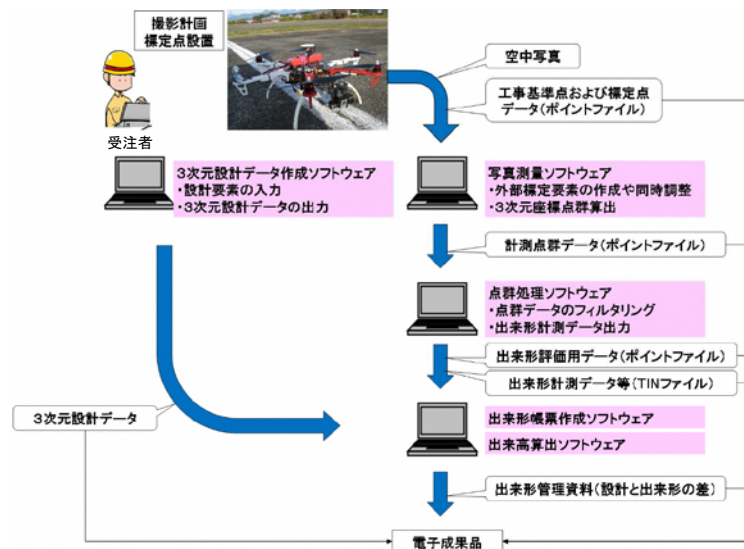 撮影計画
標定点設置
受注者
空中写真
工事基準点および標定点
データ(ポイントファイル)
3次元設計データ作成ソフトウェア
・設計要素の入力
・3次元設計データの出力
写真測量ソフトウェア
・外部標定要素の作成や同時調整
・3次元座標点群算出
計測点群データ(ポイントファイル)
点群処理ソフトウェア
・点群データのフィルタリング
・出来形計測データ出力
出来形評価用データ(ポイントファイル)
出来形計測データ等(TINファイル)
3次元設計データ
出来形帳票作成ソフトウェア
出来高算出ソフトウェア
出来形管理資料(設計と出来形の差)
電子成果品